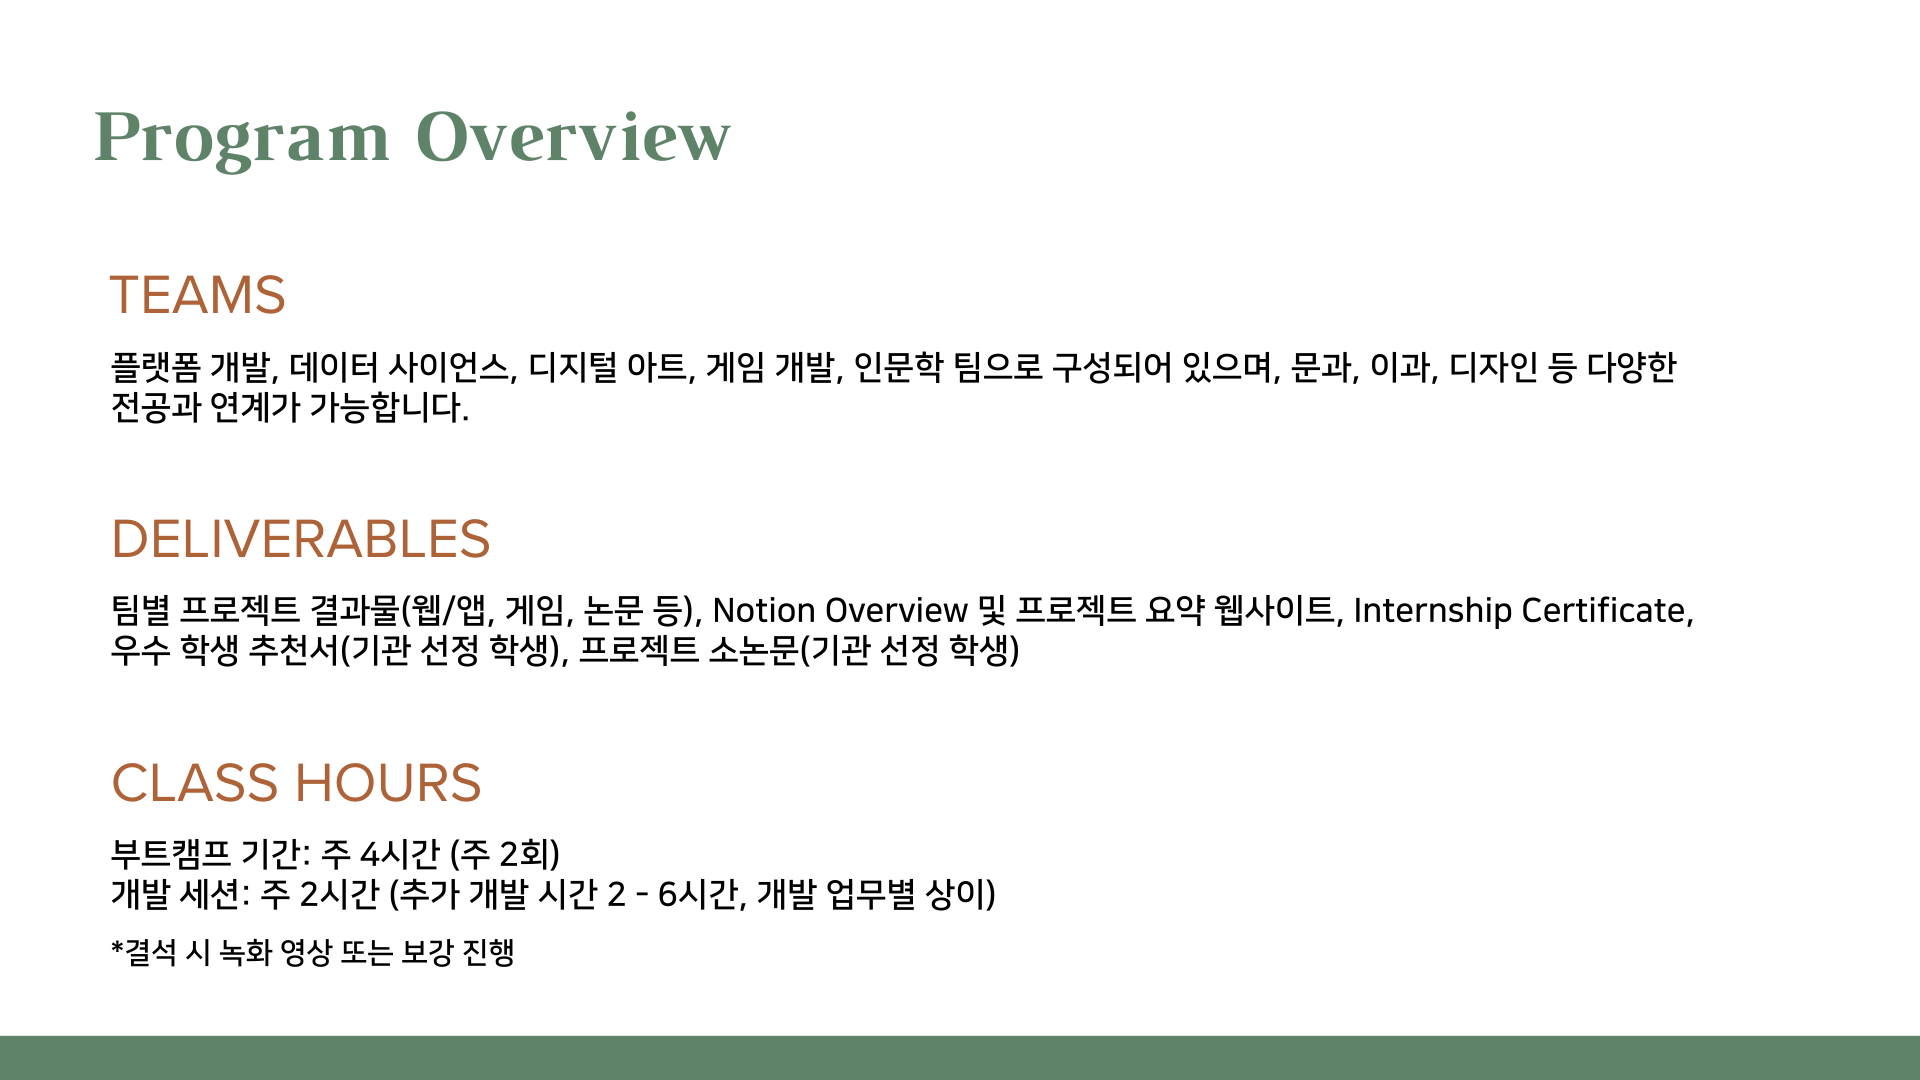 Program Overview
TEAMS
플랫폼 개발, 데이터 사이언스, 디지털 아트, 게임 개발, 인문학 팀으로 구성되어 있으며, 문과, 이과, 디자인 등 다양한
전공과 연계가 가능합니다.
DELIVERABLES
팀별 프로젝트 결과물(웹/앱, 게임, 논문 등), Notion Overview 및 프로젝트 요약 웹사이트, Internship Certificate,
우수 학생 추천서(기관 선정 학생), 프로젝트 소논문(기관 선정 학생)
CLASS HOURS
부트캠프 기간: 주 4시간 (주 2회)
개발 세션: 주 2시간 (추가 개발 시간 2 - 6시간, 개발 업무별 상이)
*결석 시 녹화 영상 또는 보강 진행